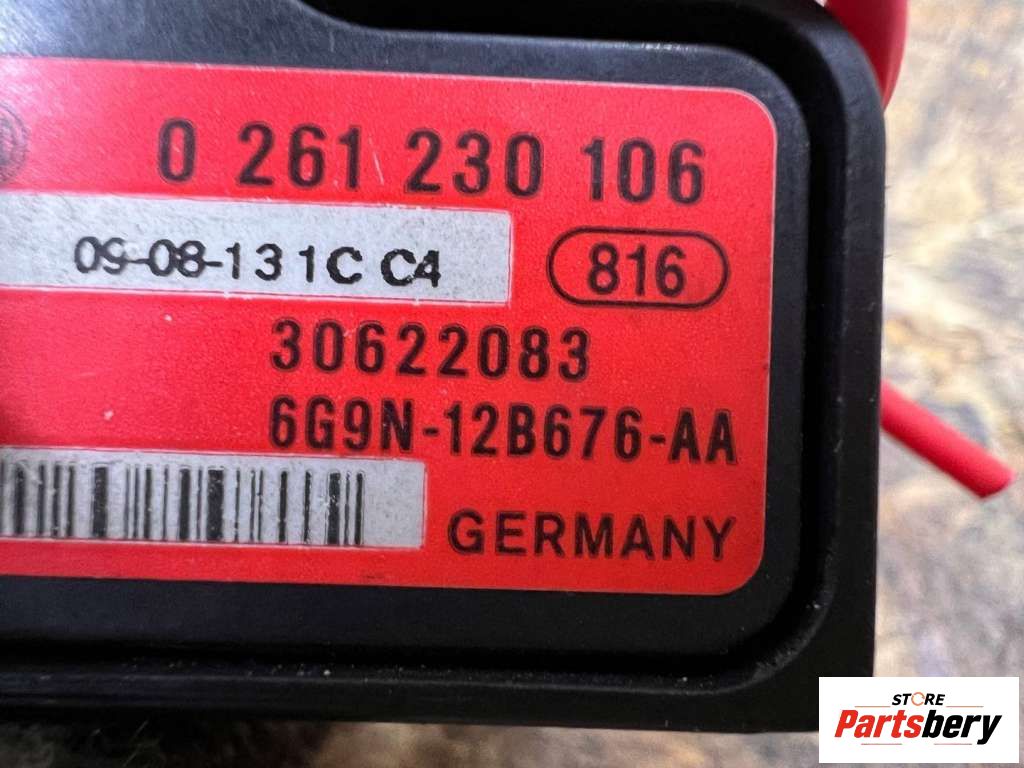 0 261 230 106
09-08-131C C4
816
30622083
6G9N-12B676-AA
GERMANY
STORE
Partsbery